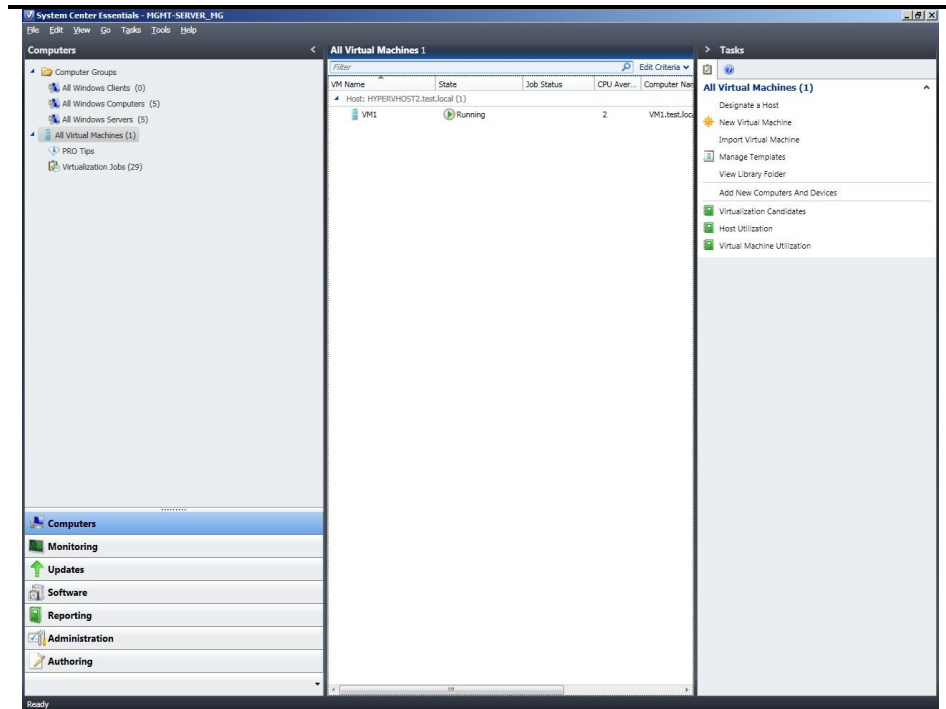 System Center Essentials - MGMT-SERVER_MG
File Edit View Go Tasks Tools Help
Computers <
Computer Groups
All Windows Clients (0)
All Windows Computers (5)
All Windows Servers (5)
All Virtual Machines (1)
PRO Tips
Virtualization Jobs (29)
Computers
Monitoring
Updates
Software
Reporting
Administration
Authoring
All Virtual Machines 1
Filter Edit Criteria
VM Name State Job Status CPU Aver... Computer Nam
Host: HYPERVHOST2.test.local (1)
VM1 Running 2 VM1.test.loca
> Tasks
All Virtual Machines (1)
Designate a Host
New Virtual Machine
Import Virtual Machine
Manage Templates
View Library Folder
Add New Computers And Devices
Virtualization Candidates
Host Utilization
Virtual Machine Utilization
Ready